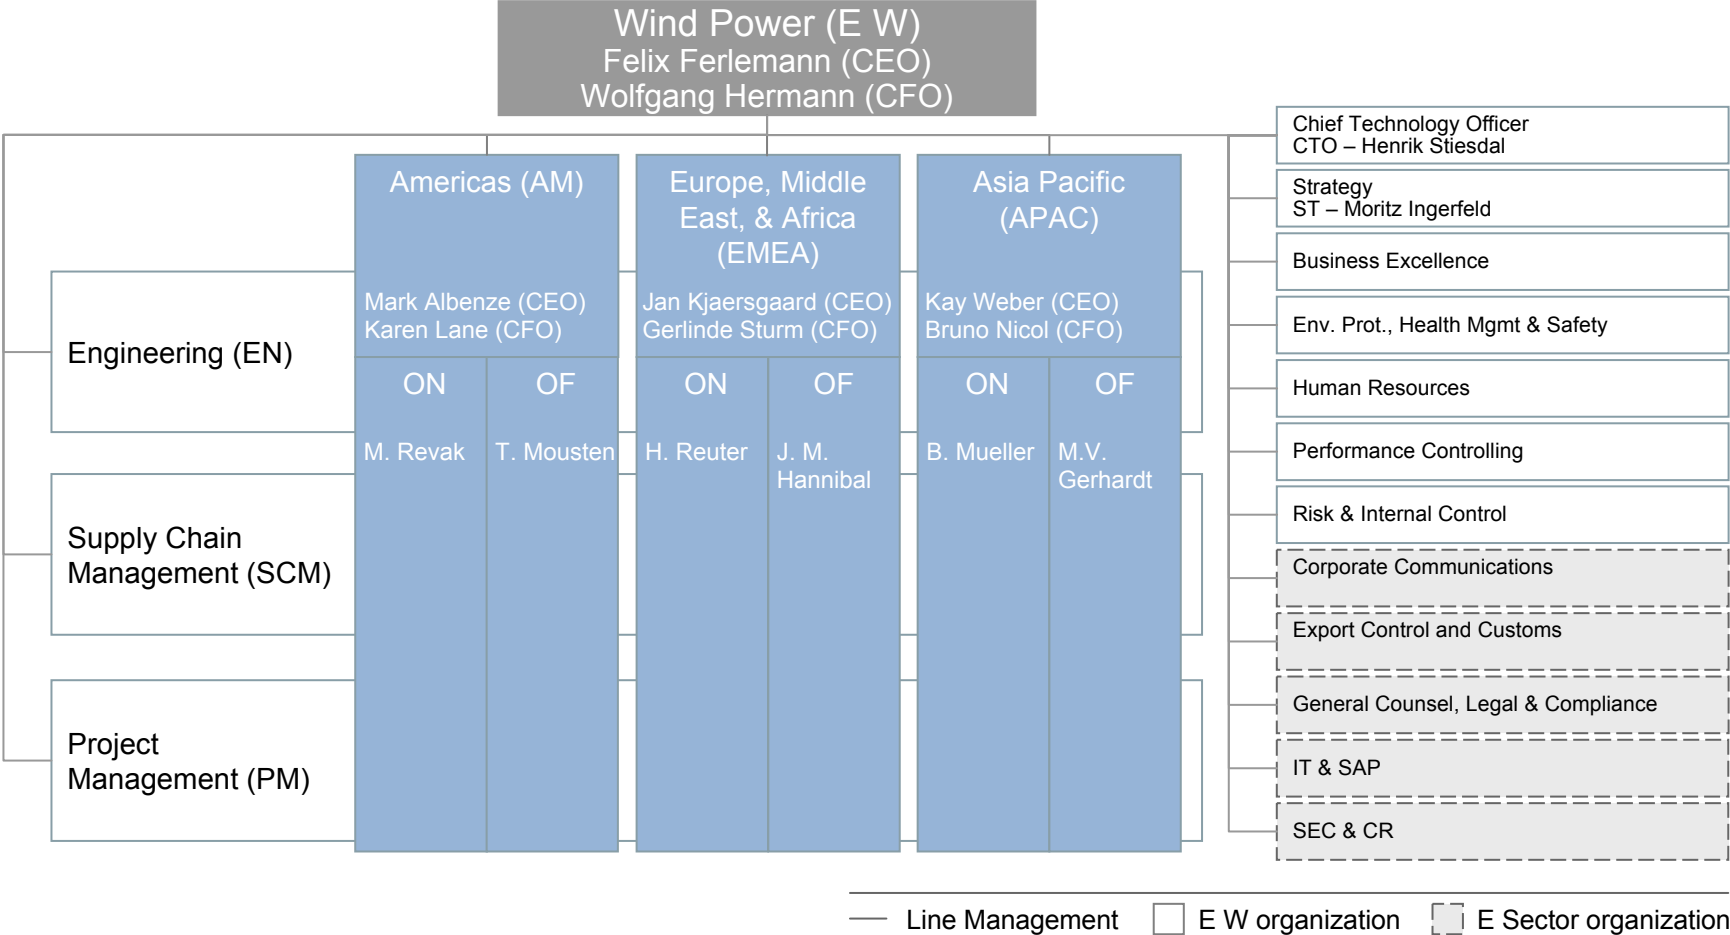 Wind Power (E W)
Felix Ferlemann (CEO)
Wolfgang Hermann (CFO)
Americas (AM)
Mark Albenze (CEO)
Karen Lane (CFO)
ON
OF
M. Revak
T. Mousten
Europe, Middle
East, & Africa
(EMEA)
Jan Kjaersgaard (CEO)
Gerlinde Sturm (CFO)
ON
OF
H. Reuter
J. M.
Hannibal
Asia Pacific
(APAC)
Kay Weber (CEO)
Bruno Nicol (CFO)
ON
OF
B. Mueller
M.V.
Gerhardt
Engineering (EN)
Supply Chain
Management (SCM)
Project
Management (PM)
Chief Technology Officer
CTO – Henrik Stiesdal
Strategy
ST – Moritz Ingerfeld
Business Excellence
Env. Prot., Health Mgmt & Safety
Human Resources
Performance Controlling
Risk & Internal Control
Corporate Communications
Export Control and Customs
General Counsel, Legal & Compliance
IT & SAP
SEC & CR
Line Management
E W organization
E Sector organization